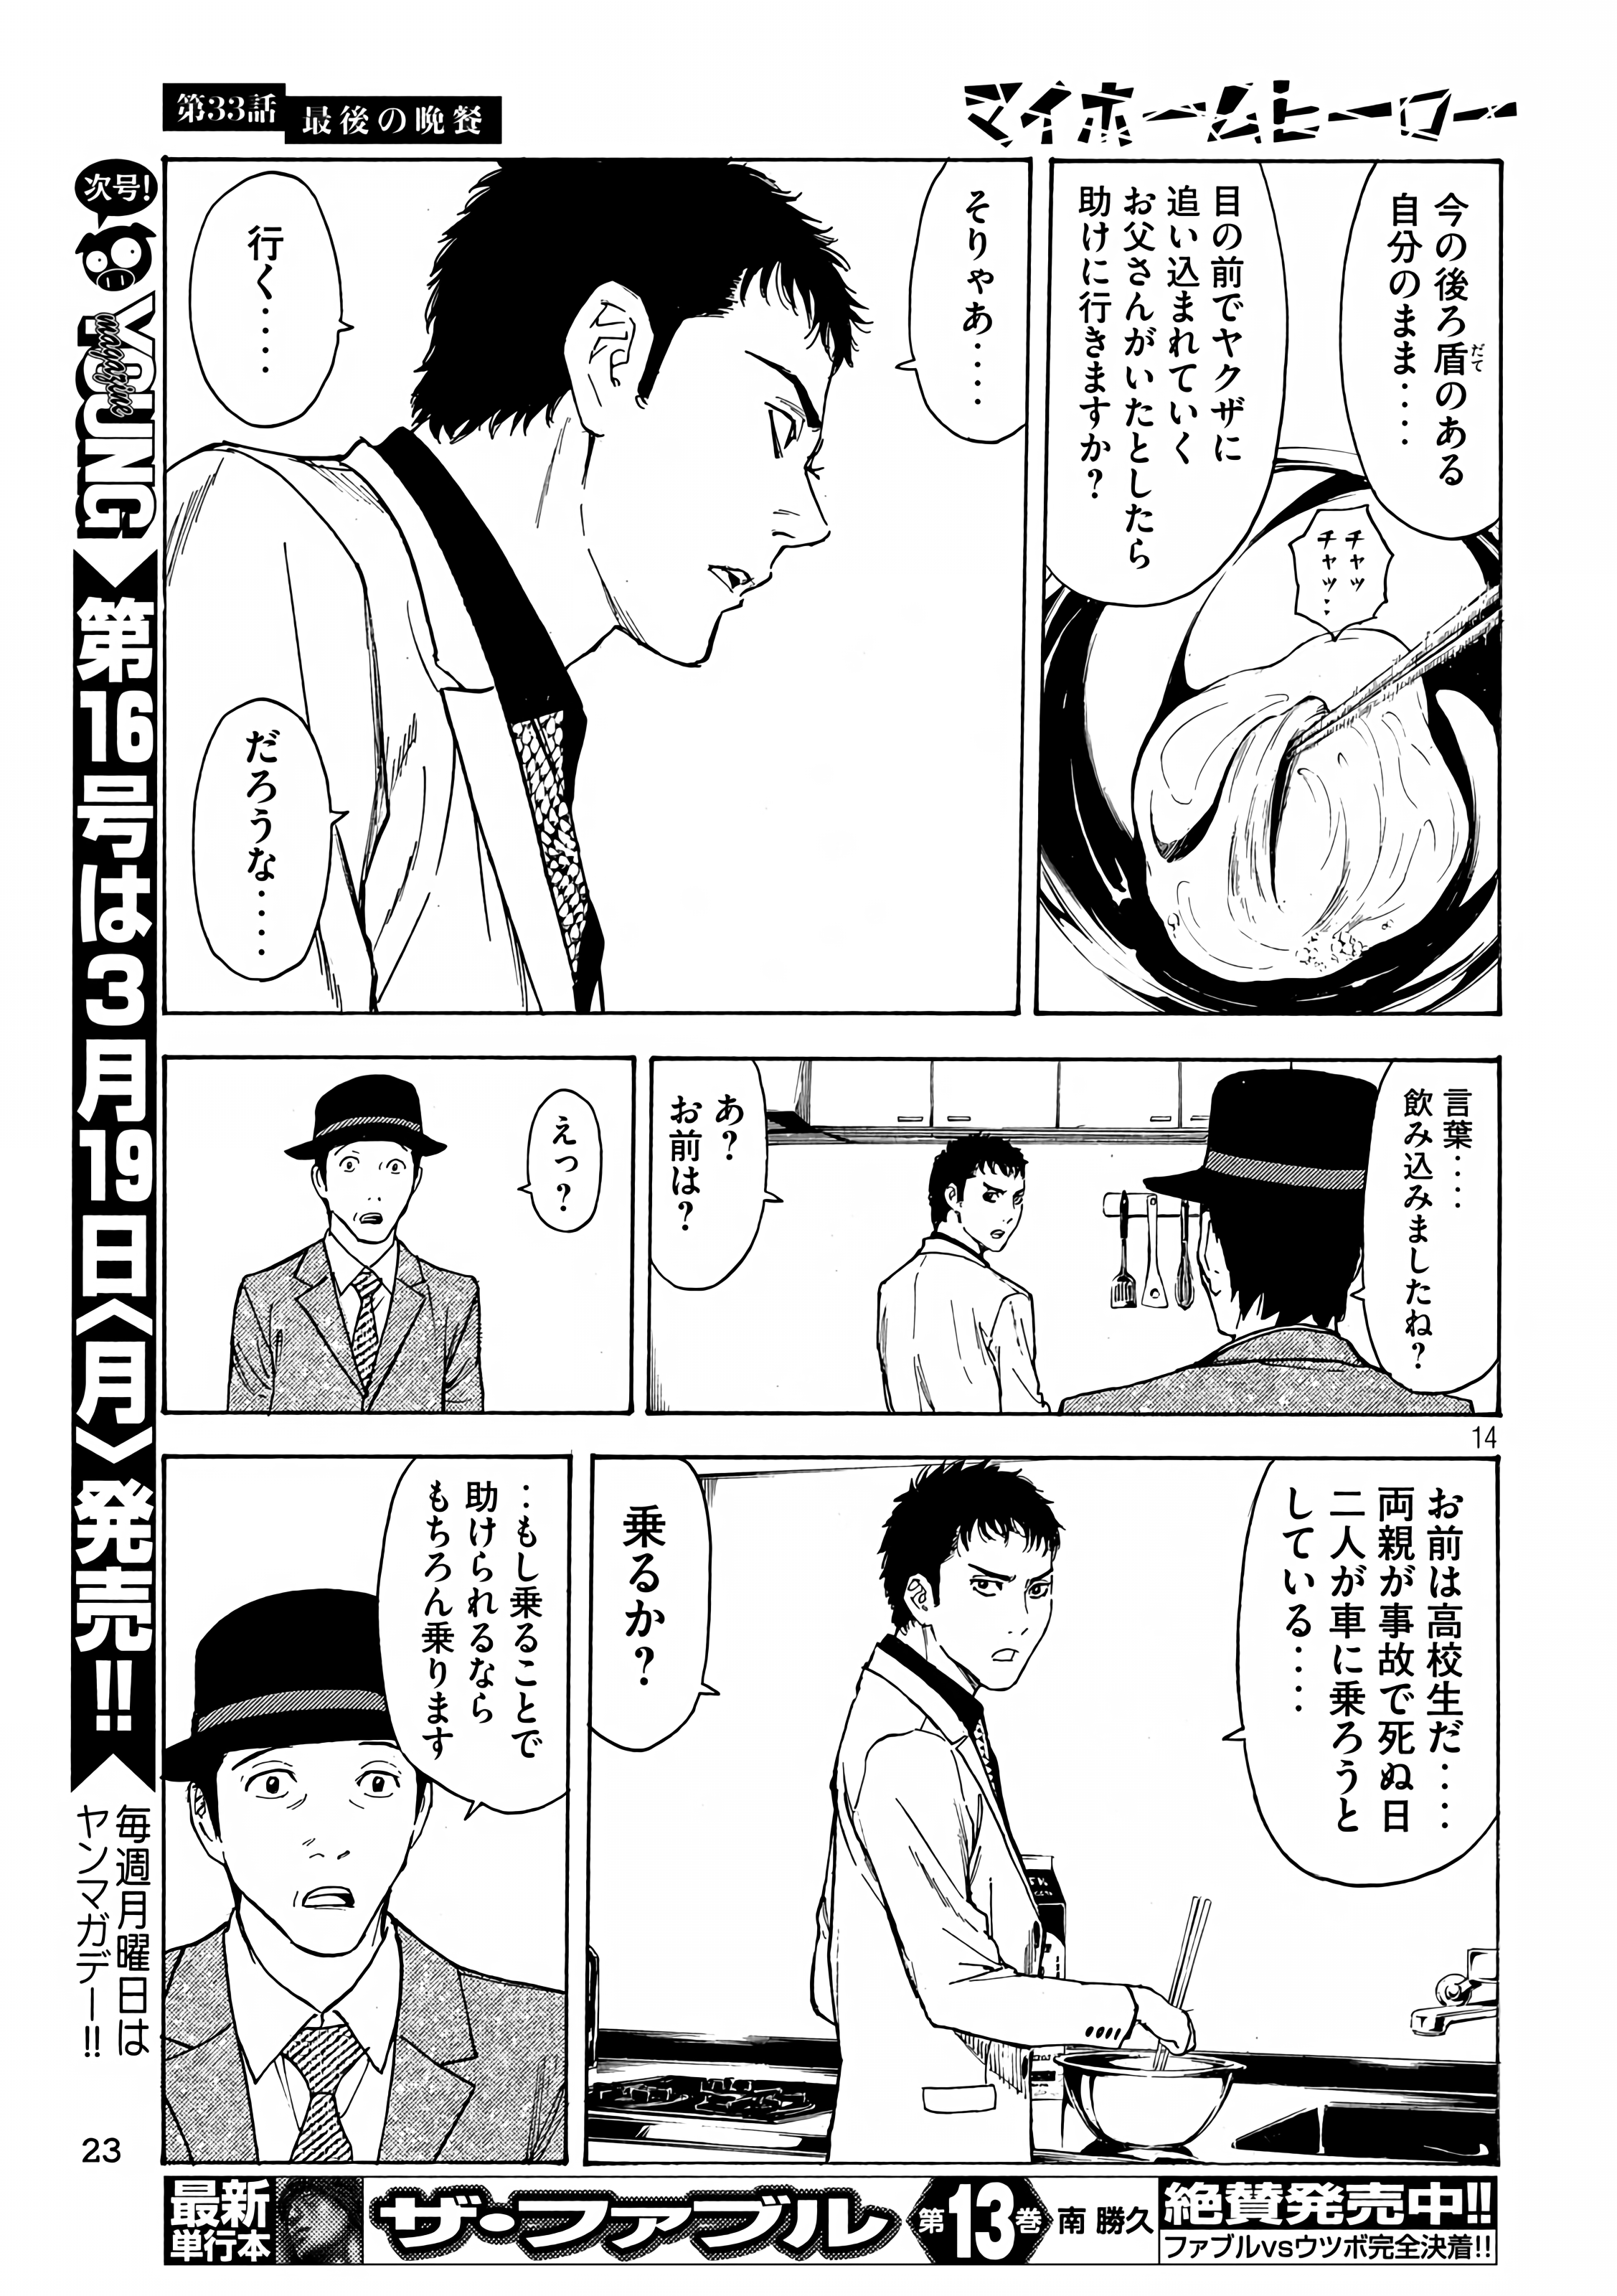 第33話
最後の晩餐
マイホームヒーロー
今の後ろ盾のある
だて
自分のまま‥‥
目の前でヤクザに
追い込まれていく
お父さんがいたとしたら
助けに行きますか?
チャッ
チャッ‥
そりゃあ‥‥
行く‥‥
だろうな‥‥
言葉‥‥
飲み込みましたね?
あ?
お前は?
えっ?
14
お前は高校生だ‥‥
両親が事故で死ぬ日
二人が車に乗ろうと
している‥‥
乗るか?
‥もし乗ることで
助けられるなら
もちろん乗ります
次号!
YOUNG
magazine
第16号は3月19日〈月〉発売!!
毎週月曜日は
ヤンマガデー!!
23
最新
単行本
ザ・ファブル
第13巻
南 勝久
絶賛発売中!!
ファブルvsウツボ完全決着!!